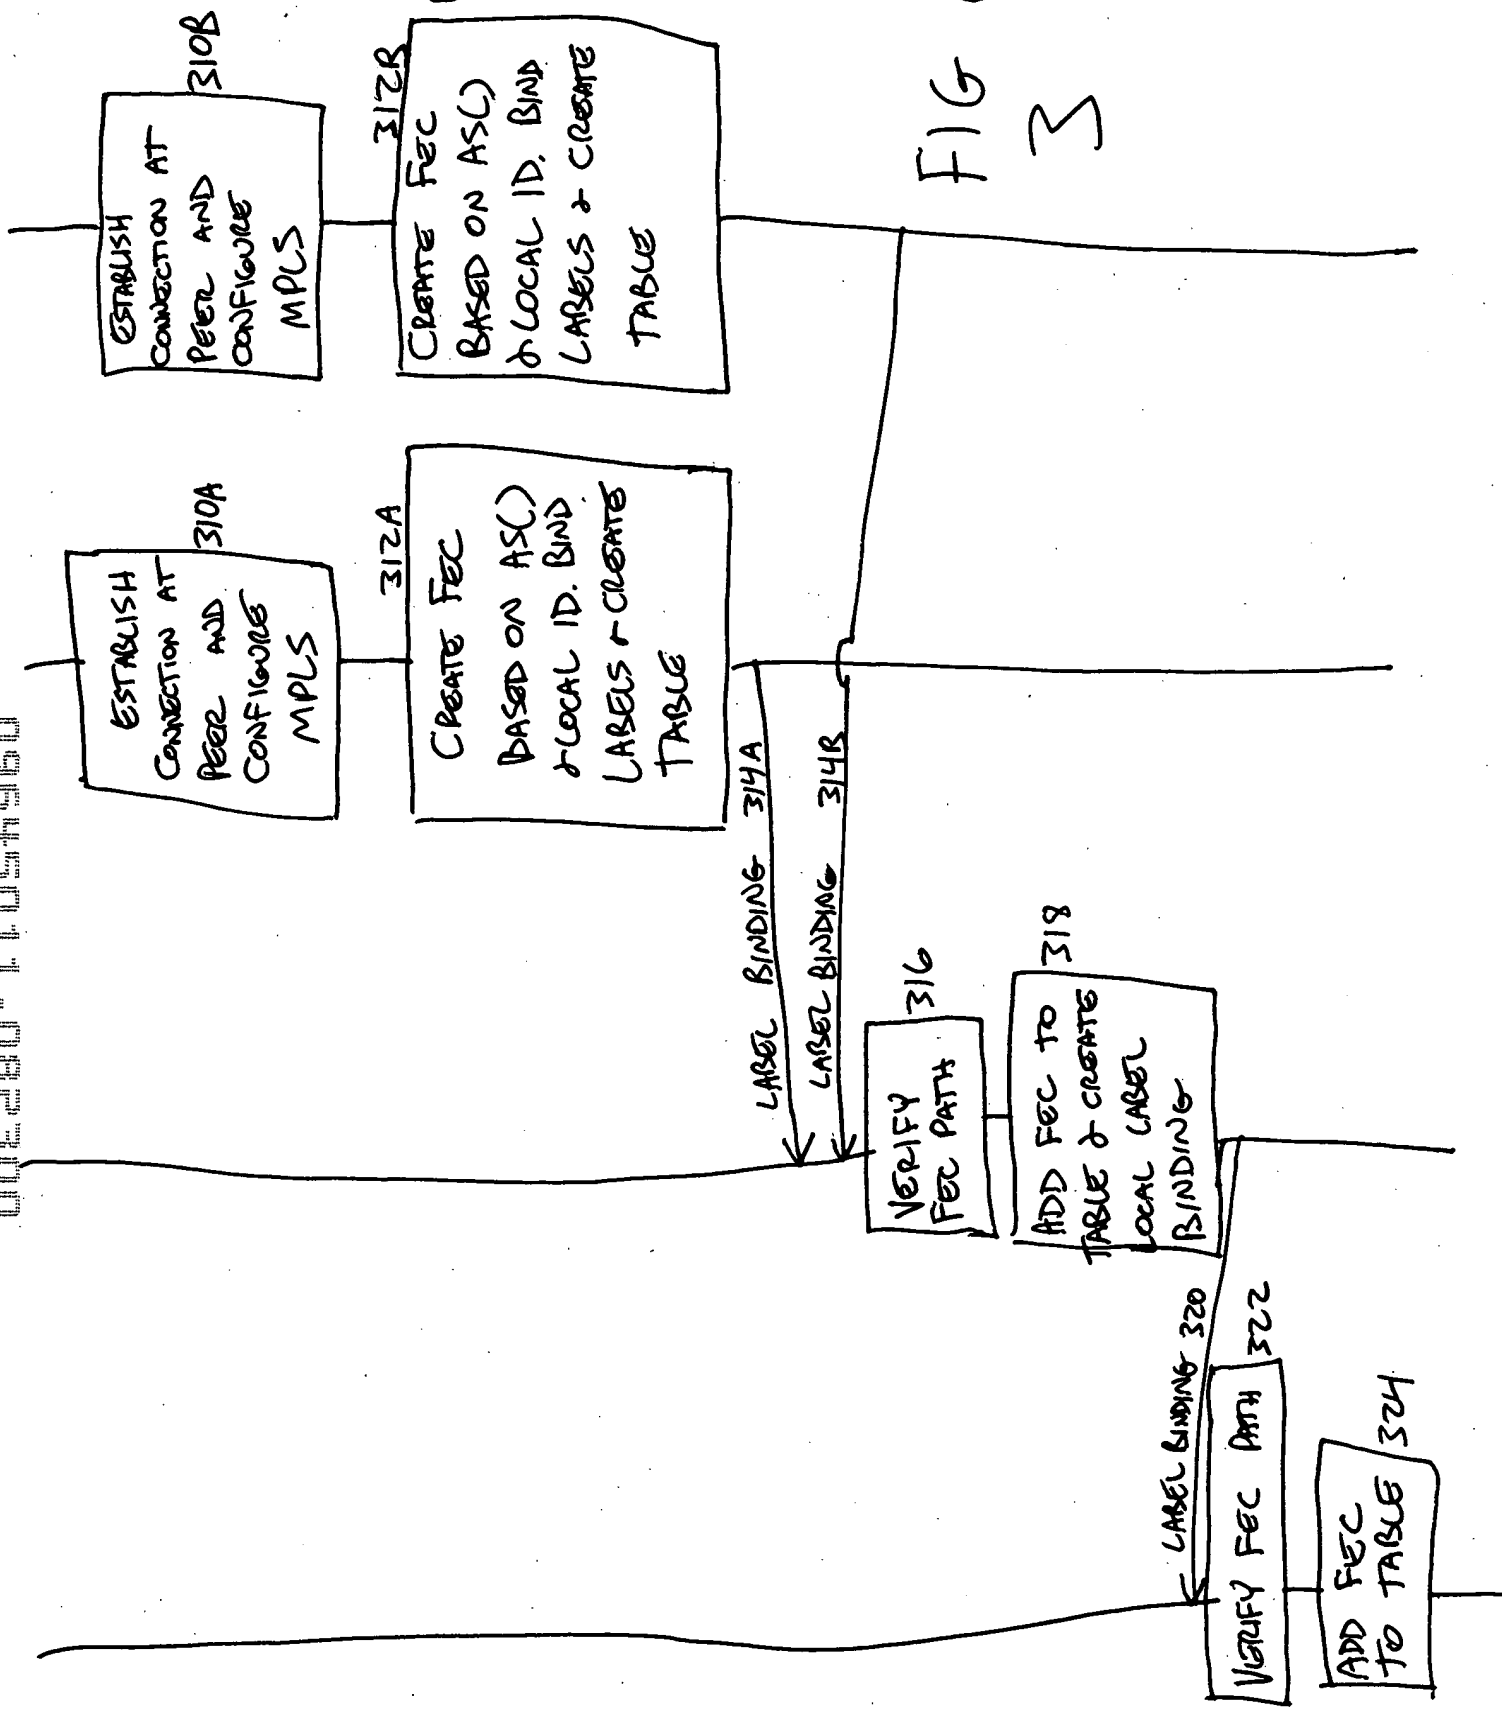 ESTABLISH
CONNECTION AT
PEER AND
CONFIGURE
MPLS
310A
ESTABLISH
CONNECTION AT
PEER AND
CONFIGURE
MPLS
310B
312A
CREATE FEC
BASED ON AS()
& LOCAL ID. BIND
LABELS & CREATE
TABLE
312B
CREATE FEC
BASED ON AS()
& LOCAL ID. BIND
LABELS & CREATE
TABLE
LABEL BINDING 314A
LABEL BINDING 314B
VERIFY
FEC PATH
316
ADD FEC TO
TABLE & CREATE
LOCAL LABEL
BINDING
318
LABEL BINDING 320
VERIFY FEC PATH
322
ADD FEC
TO TABLE
324
FIG
3